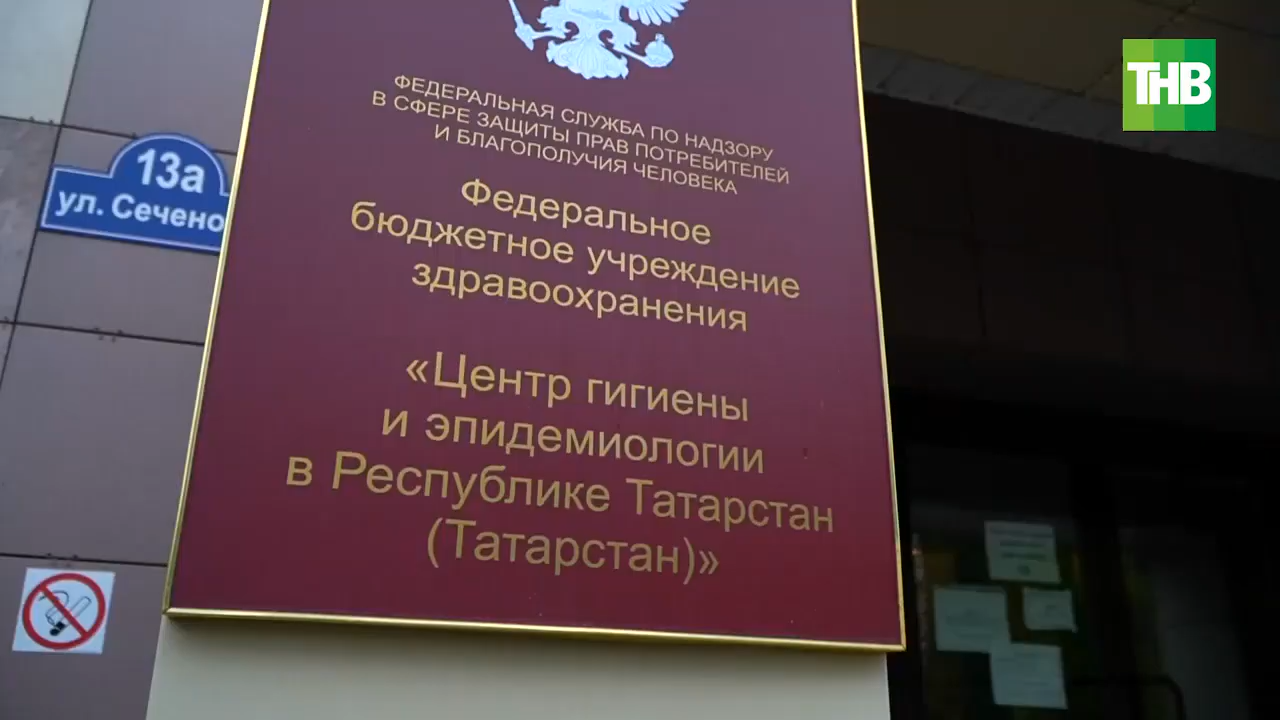 ТНВ
ФЕДЕРАЛЬНАЯ СЛУЖБА ПО НАДЗОРУ
В СФЕРЕ ЗАЩИТЫ ПРАВ ПОТРЕБИТЕЛЕЙ
И БЛАГОПОЛУЧИЯ ЧЕЛОВЕКА
13а
ул. Сечено
Федеральное
бюджетное учреждение
здравоохранения
«Центр гигиены
и эпидемиологии
в Республике Татарстан
(Татарстан)»